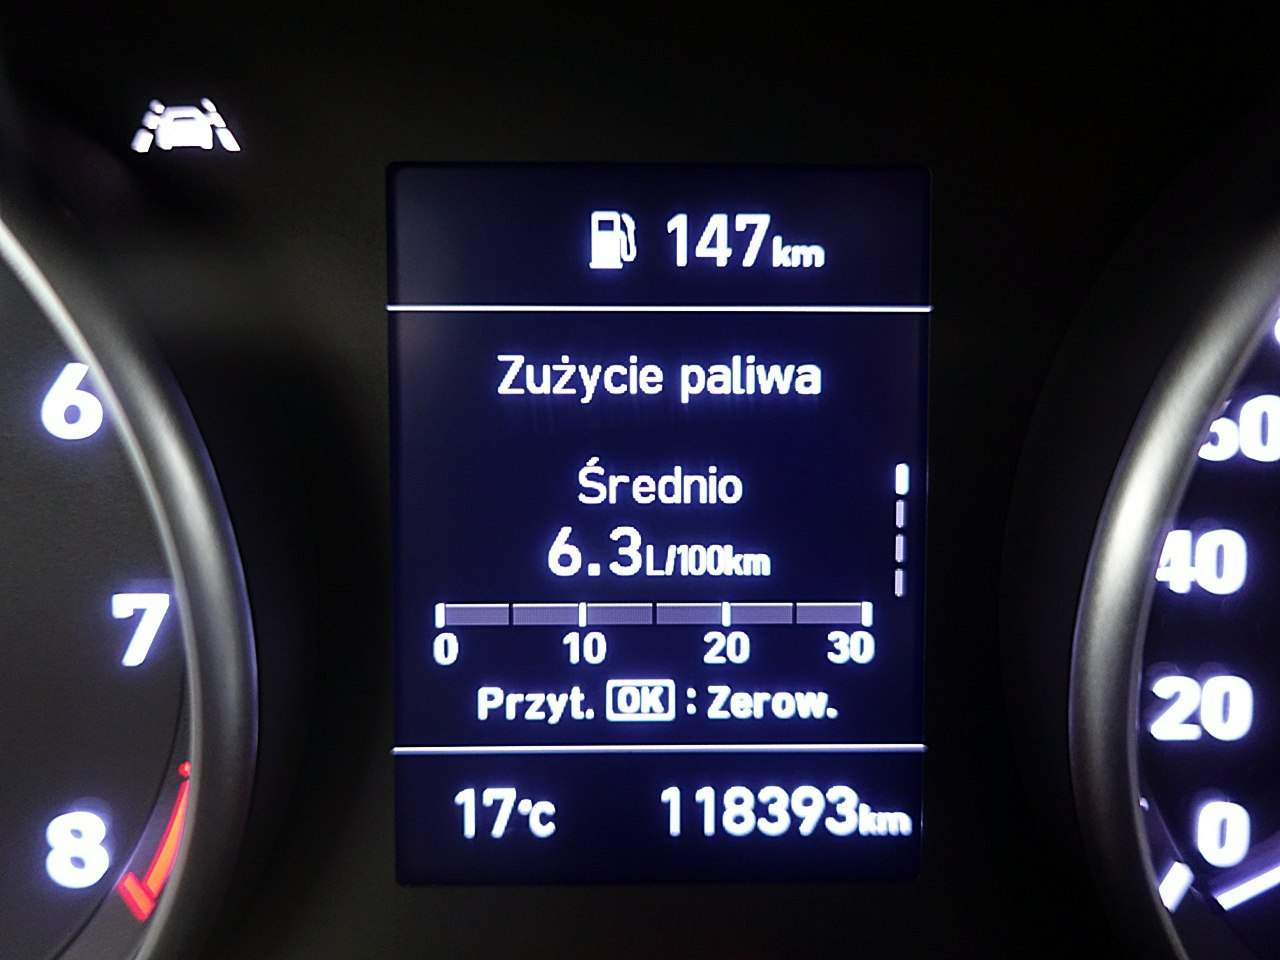 147km
Zużycie paliwa
Średnio
6.3L/100km
0 10 20 30
Przyt. OK : Zerow.
17°C 118393km
6
7
8
40
20
0